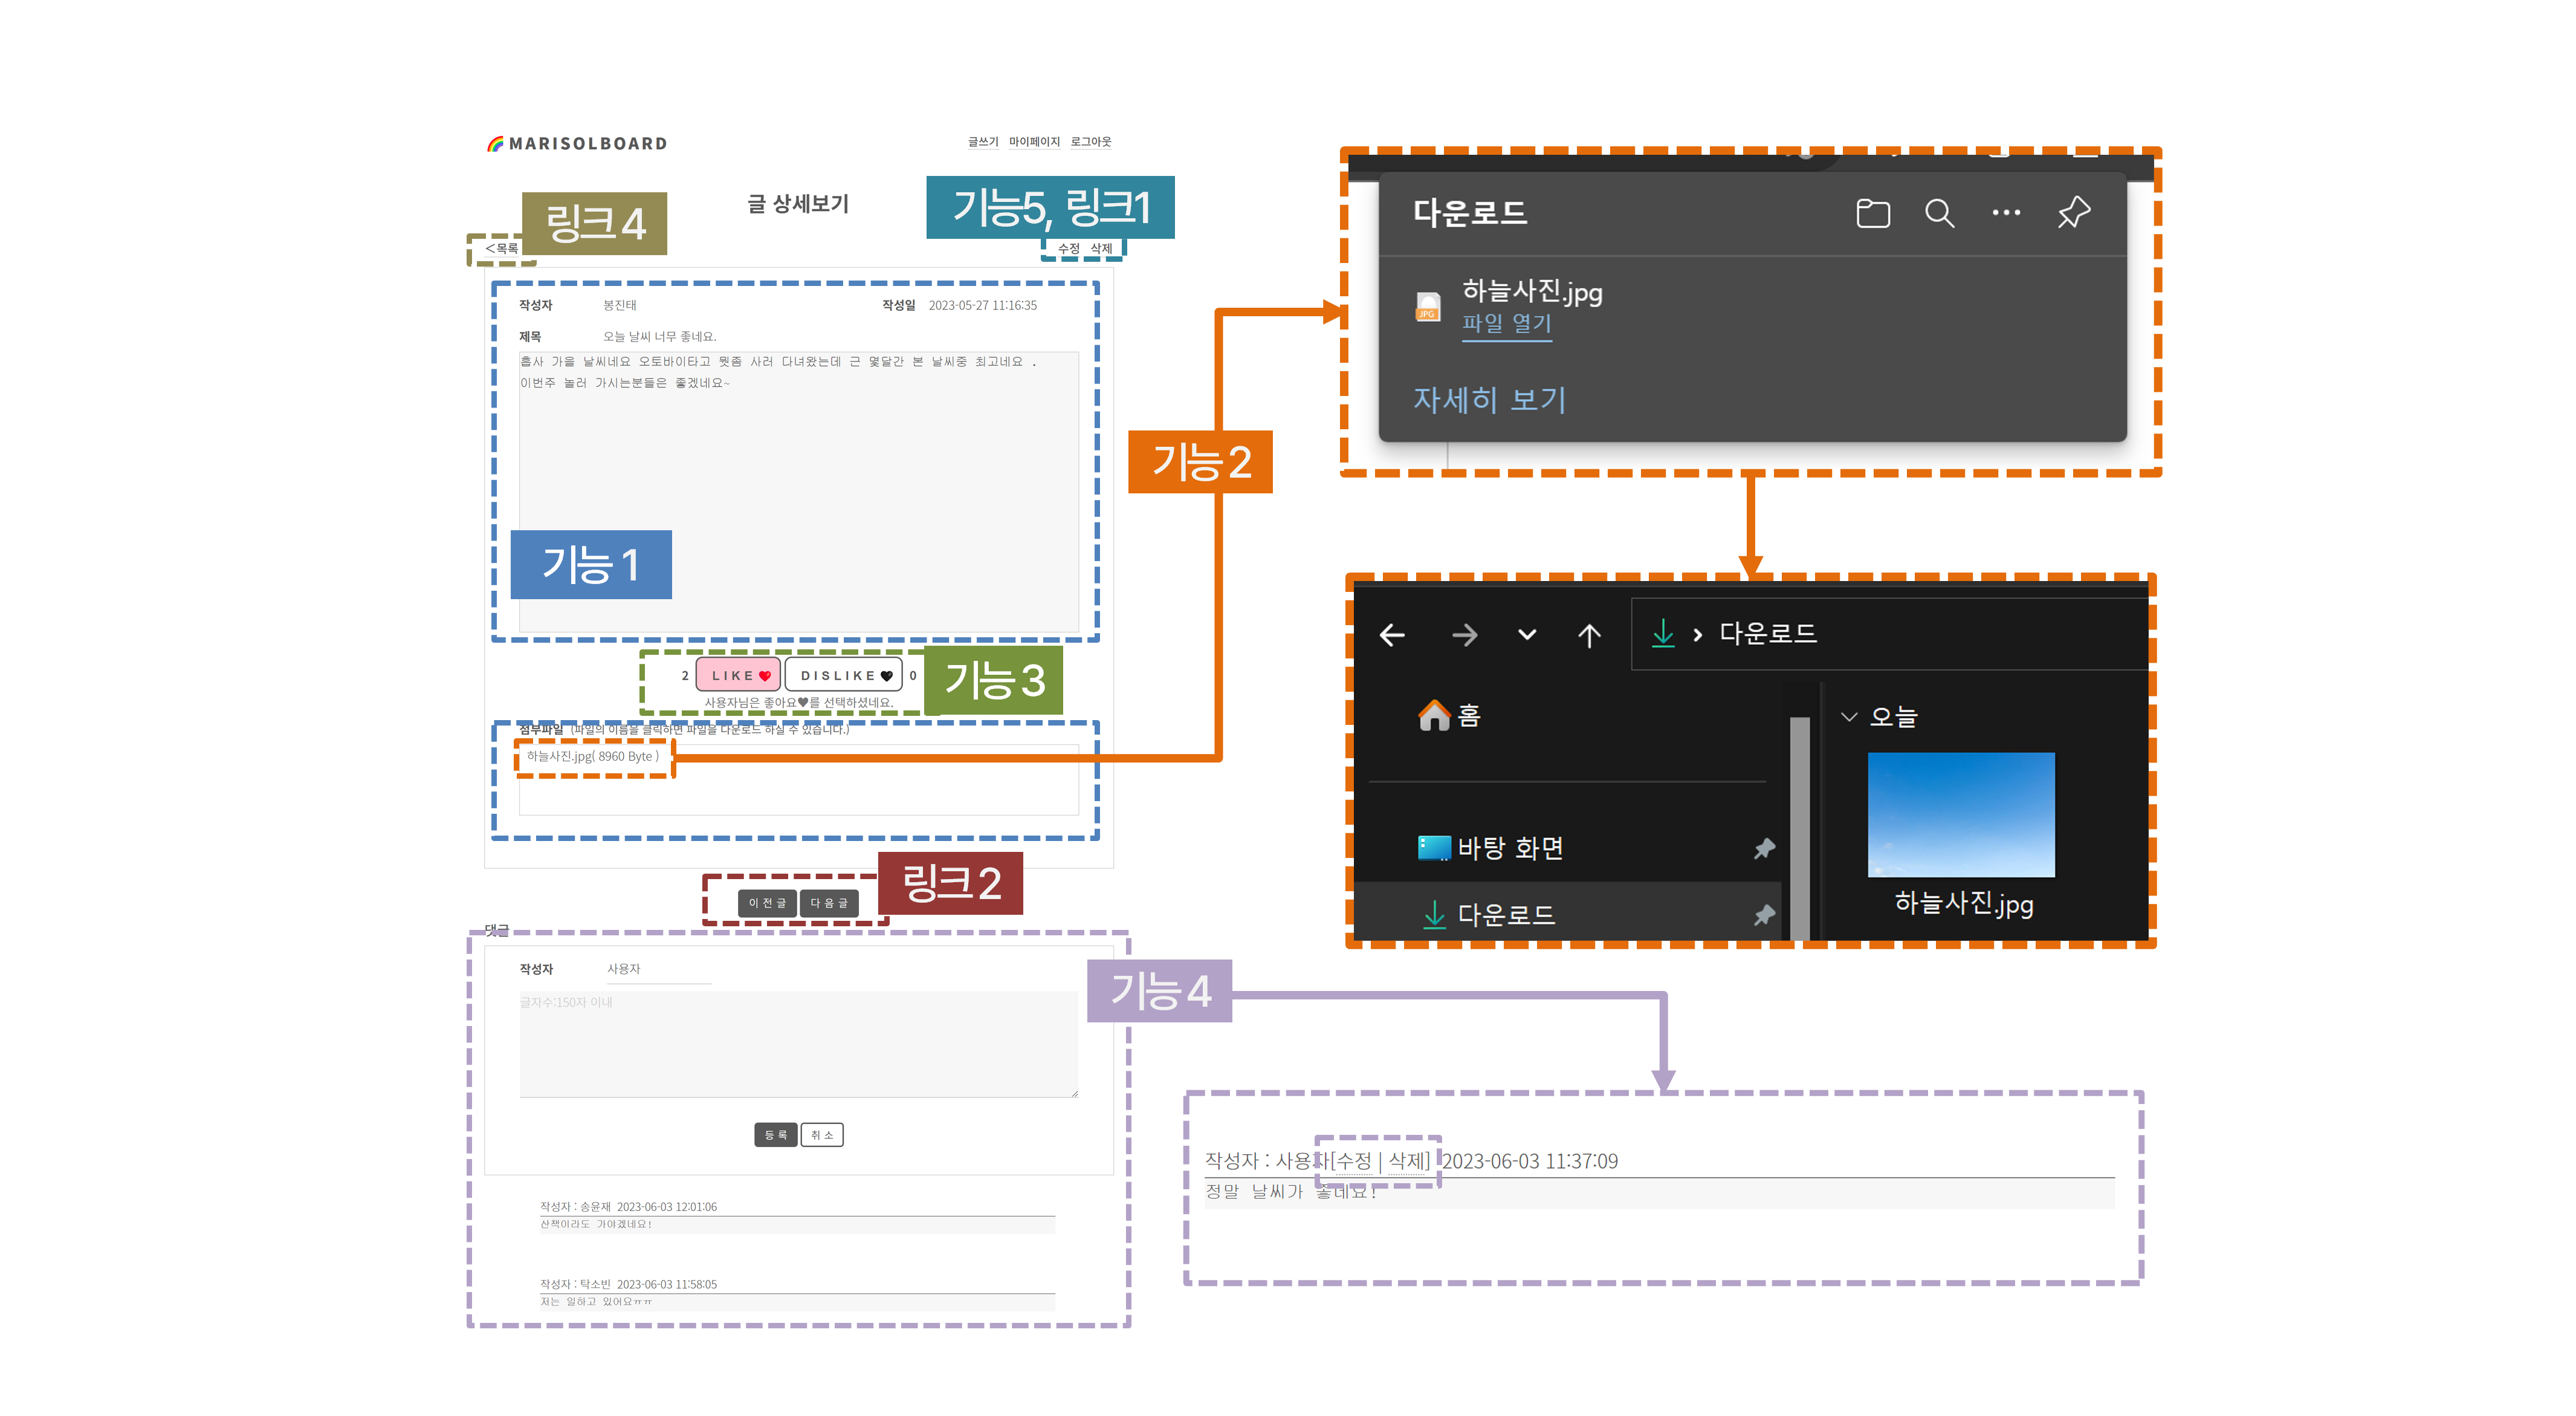 MARISOLBOARD
글쓰기 마이페이지 로그아웃
글 상세보기
링크4
기능5, 링크1
<목록
수정 삭제
작성자 봉진태 작성일 2023-05-27 11:16:35
제목 오늘 날씨 너무 좋네요.
흡사 가을 날씨네요 오토바이타고 뭣좀 사러 다녀왔는데 근 몇달간 본 날씨중 최고네요 .
이번주 놀러 가시는분들은 좋겠네요~
기능1
2 LIKE DISLIKE 0
사용자님은 좋아요♥를 선택하셨네요.
기능3
첨부파일 (파일의 이름을 클릭하면 파일을 다운로드 하실 수 있습니다.)
하늘사진.jpg( 8960 Byte )
링크2
이전글 다음글
댓글
작성자 사용자
글자수:150자 이내
등록 취소
작성자 : 송윤재 2023-06-03 12:01:06
산책이라도 가야겠네요!
작성자 : 탁소빈 2023-06-03 11:58:05
저는 일하고 있어요ㅠㅠ
기능2
다운로드
JPG
하늘사진.jpg
파일 열기
자세히 보기
다운로드
홈
오늘
바탕 화면
하늘사진.jpg
다운로드
기능4
작성자 : 사용자[수정 | 삭제] 2023-06-03 11:37:09
정말 날씨가 좋네요!